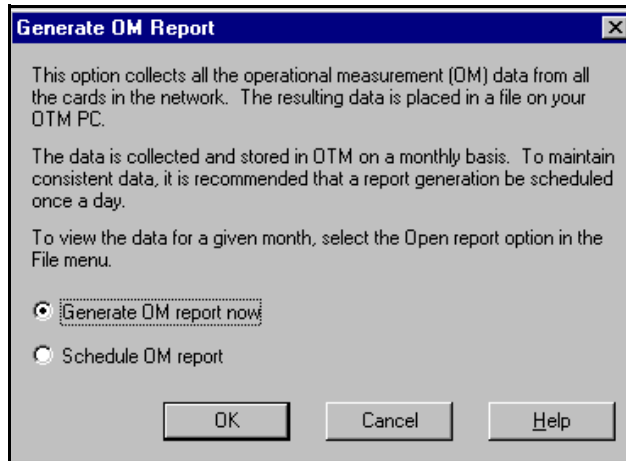 Generate OM Report
This option collects all the operational measurement (OM) data from all
the cards in the network. The resulting data is placed in a file on your
OTM PC.
The data is collected and stored in OTM on a monthly basis. To maintain
consistent data, it is recommended that a report generation be scheduled
once a day.
To view the data for a given month, select the Open report option in the
File menu.
Generate OM report now
Schedule OM report
OK Cancel Help